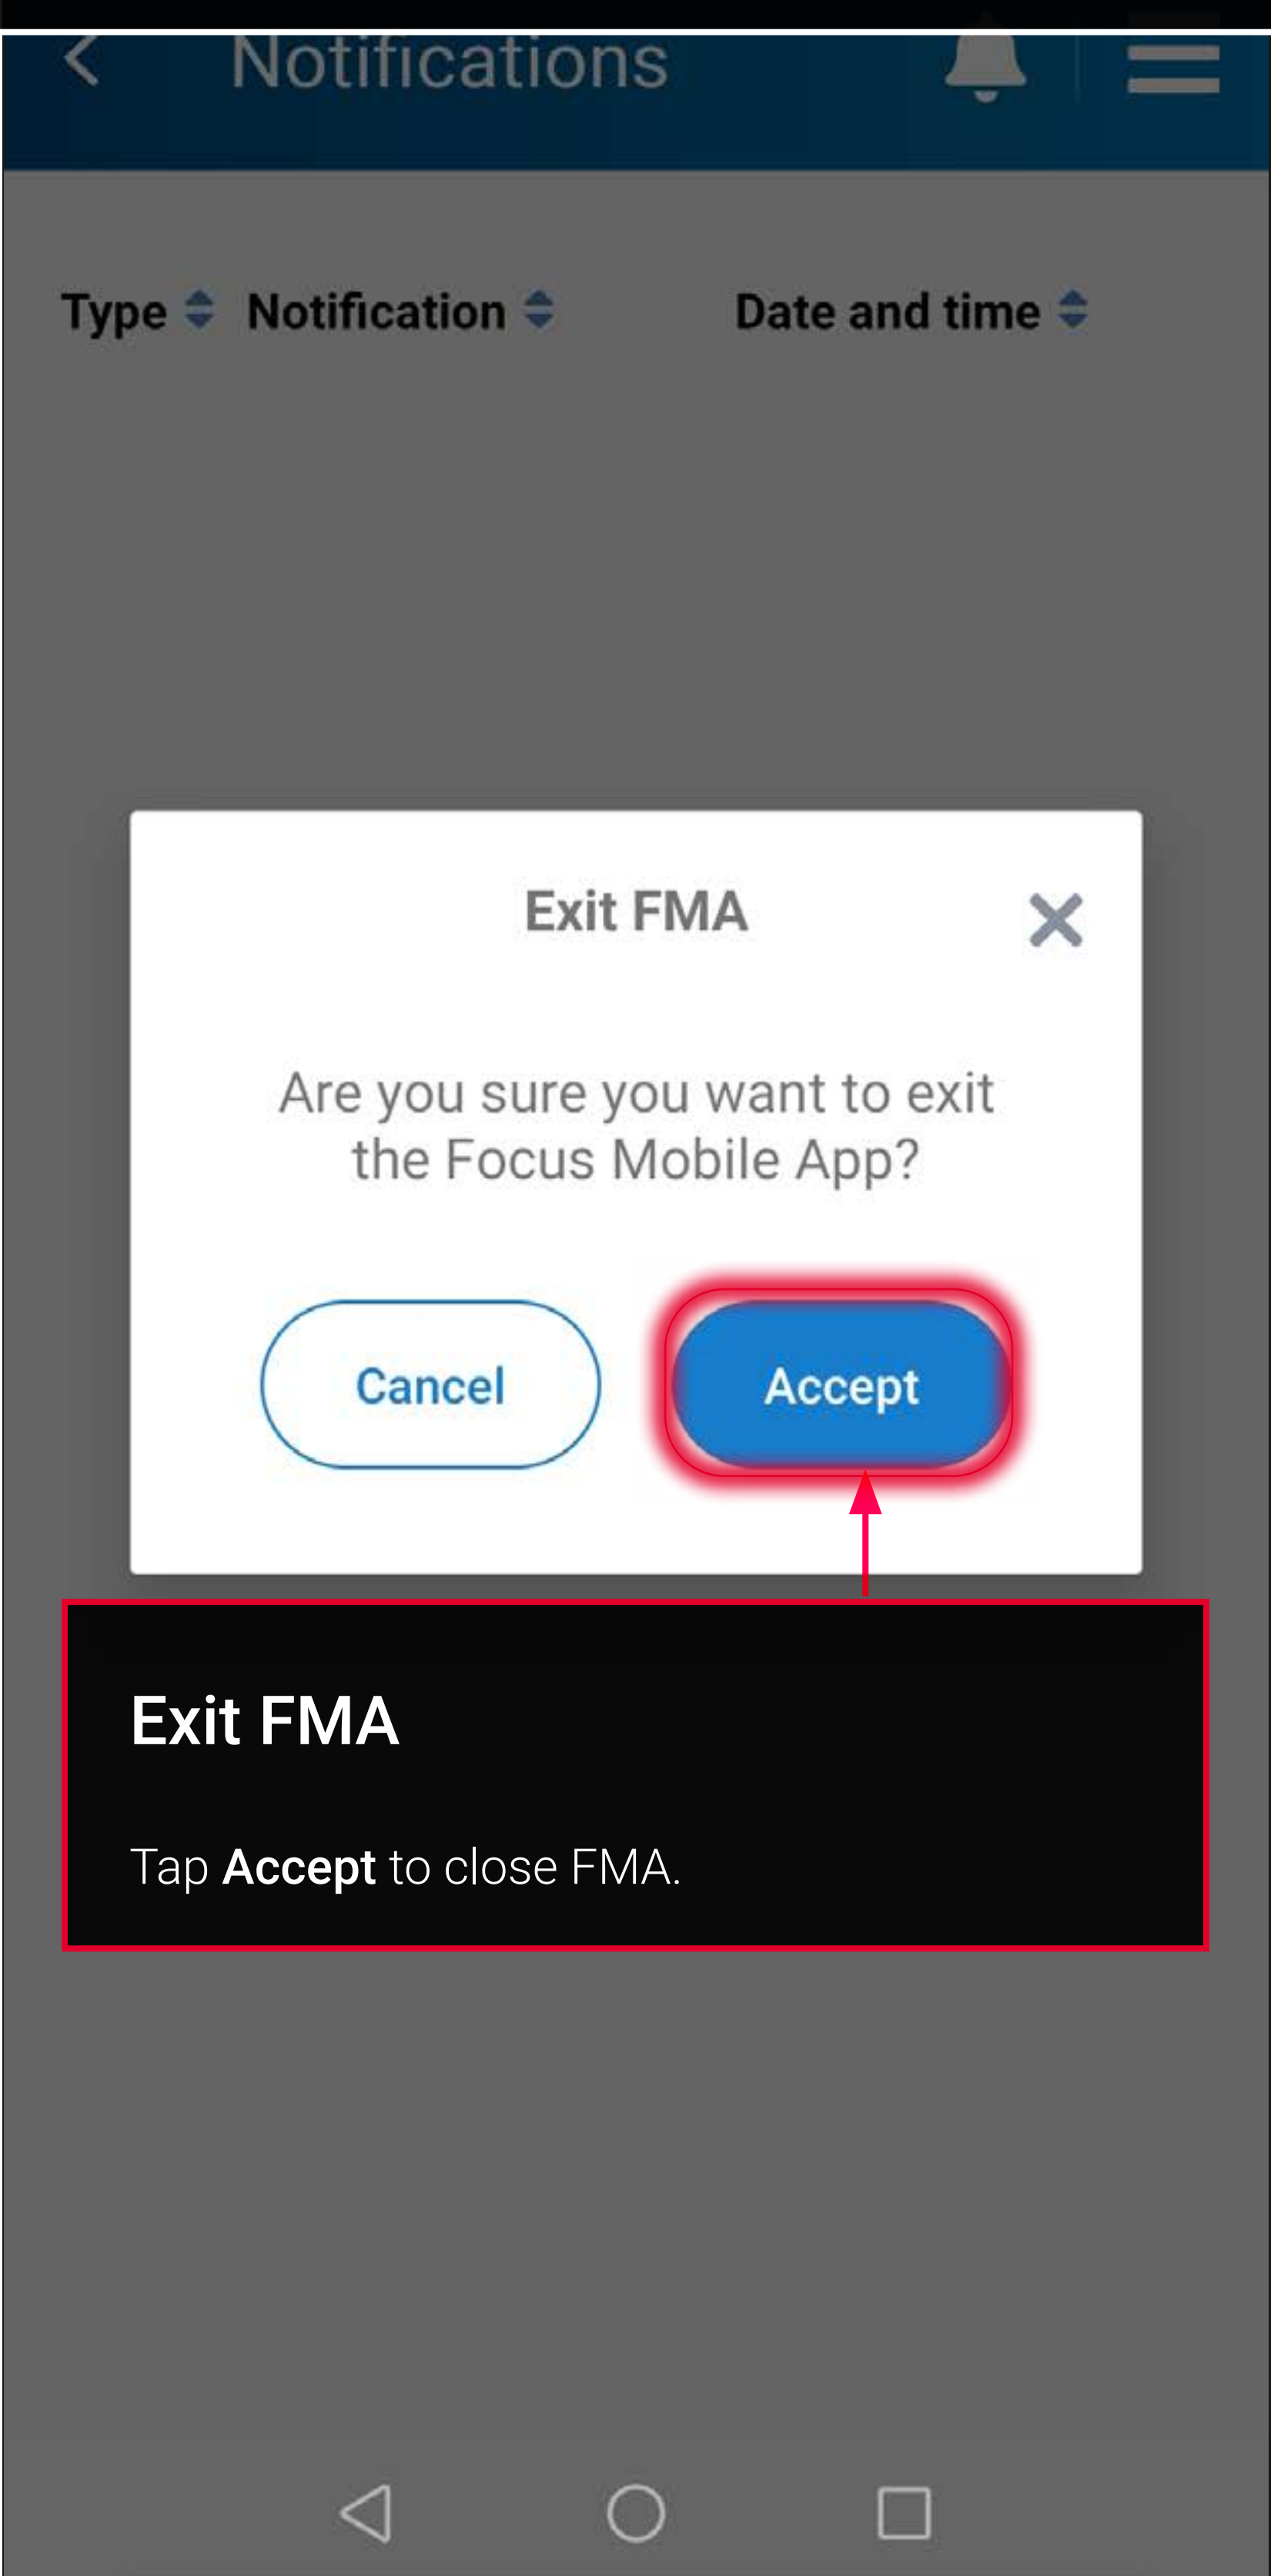 Notifications
Type Notification Date and time
Exit FMA
Are you sure you want to exit
the Focus Mobile App?
Cancel Accept
Exit FMA
Tap Accept to close FMA.